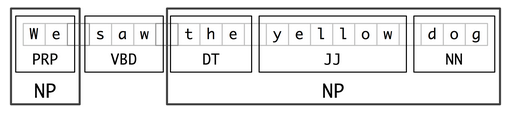 We saw the yellow dog
PRP VBD DT JJ NN
NP NP